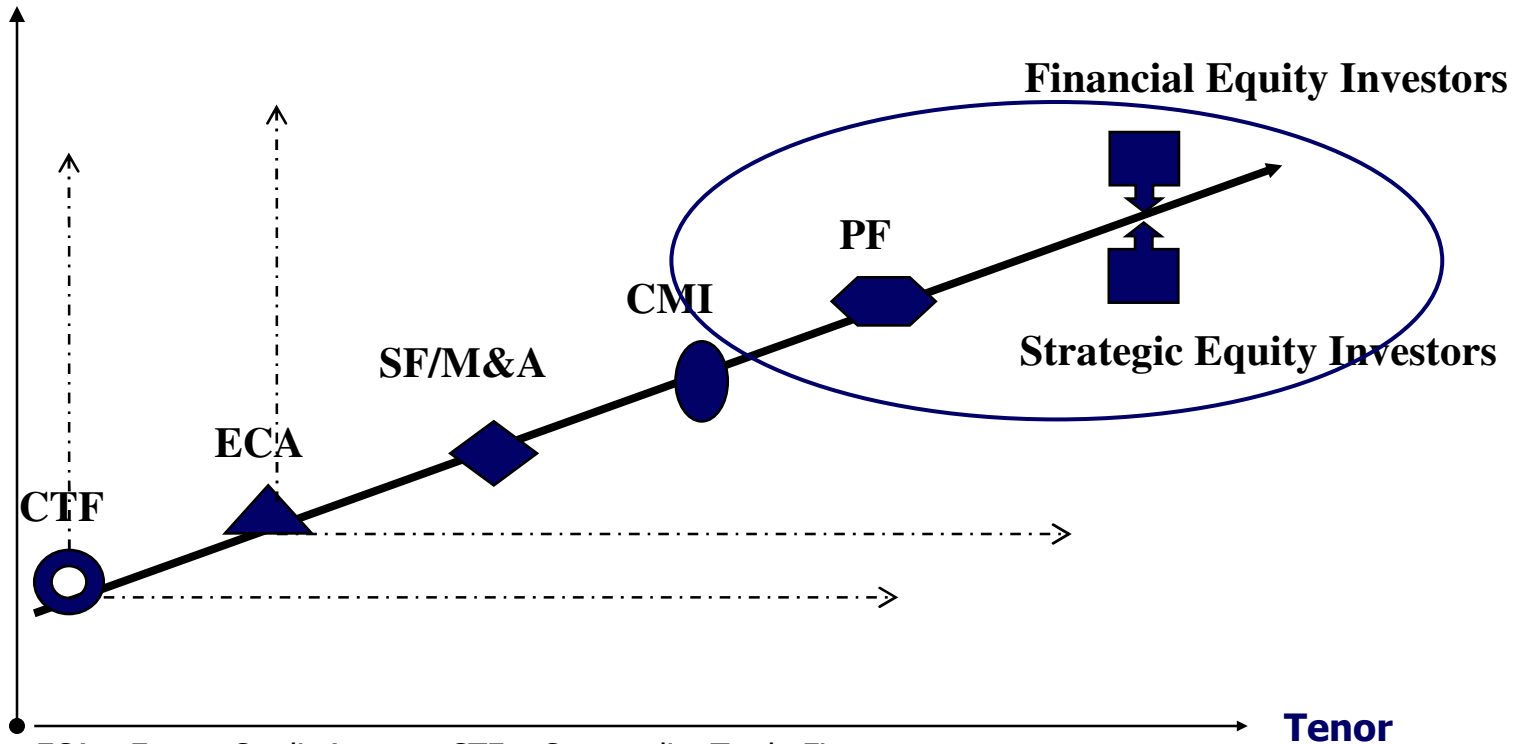 Financial Equity Investors
PF
CMI
Strategic Equity Investors
SF/M&A
ECA
CTF
Tenor